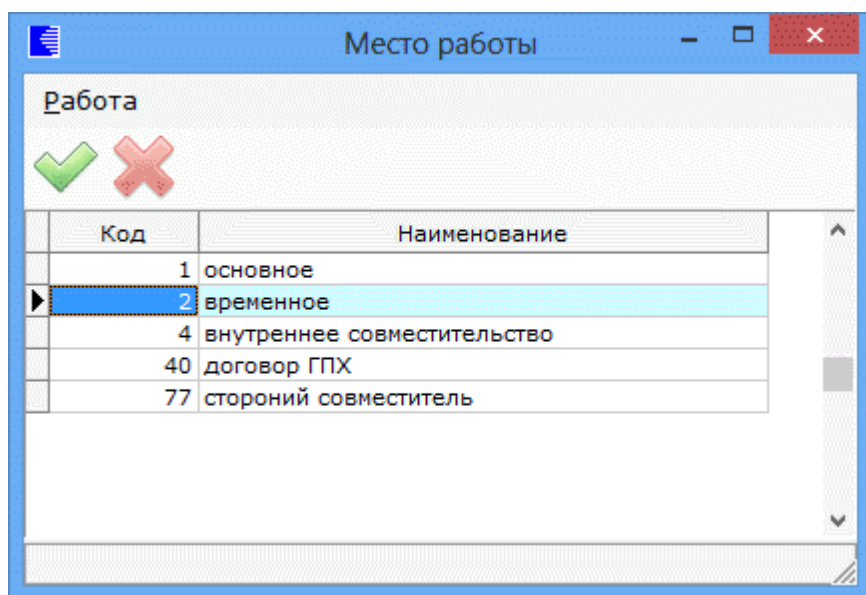 Место работы
Работа
Код Наименование
1 основное
2 временное
4 внутреннее совместительство
40 договор ГПХ
77 стороний совместитель